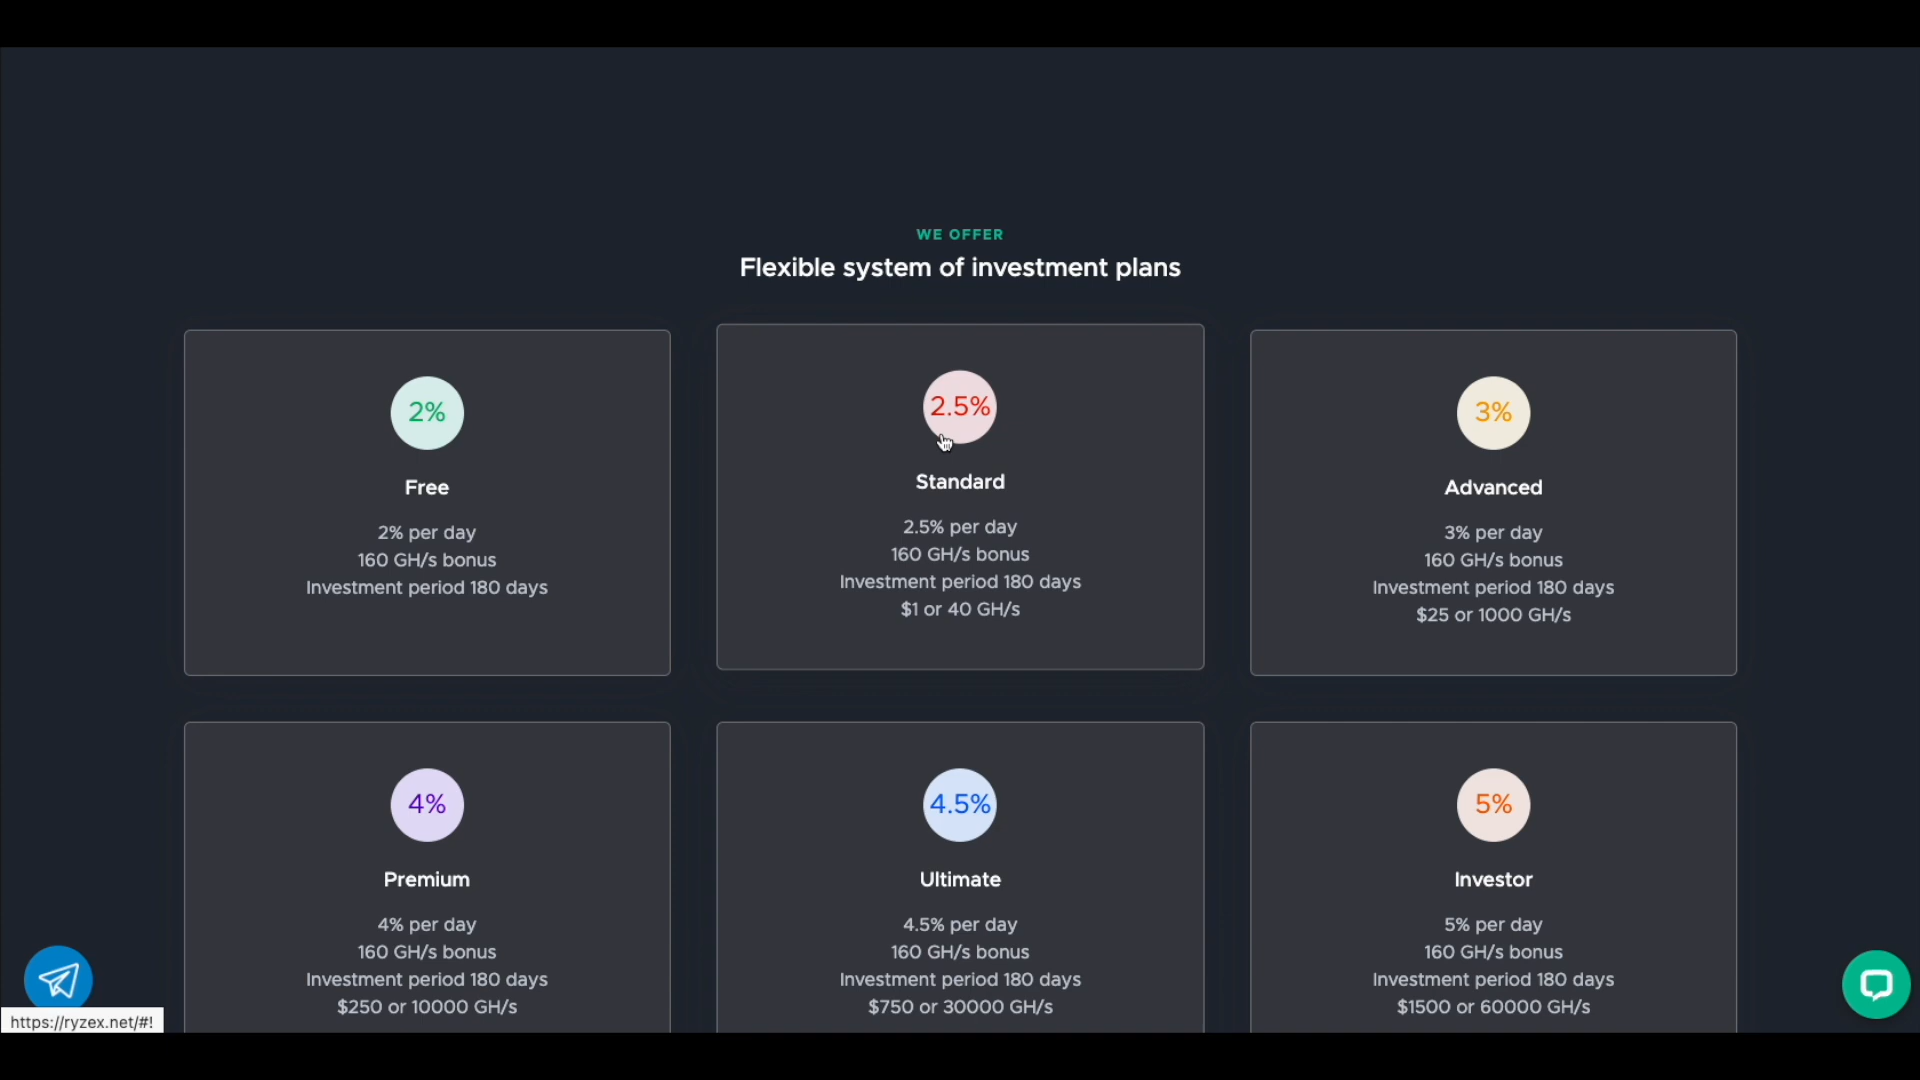 WE OFFER
Flexible system of investment plans
2%
Free
2% per day
160 GH/s bonus
Investment period 180 days
2.5%
Standard
2.5% per day
160 GH/s bonus
Investment period 180 days
$1 or 40 GH/s
3%
Advanced
3% per day
160 GH/s bonus
Investment period 180 days
$25 or 1000 GH/s
4%
Premium
4% per day
160 GH/s bonus
Investment period 180 days
$250 or 10000 GH/s
4.5%
Ultimate
4.5% per day
160 GH/s bonus
Investment period 180 days
$750 or 30000 GH/s
5%
Investor
5% per day
160 GH/s bonus
Investment period 180 days
$1500 or 60000 GH/s
https://ryzex.net/#!